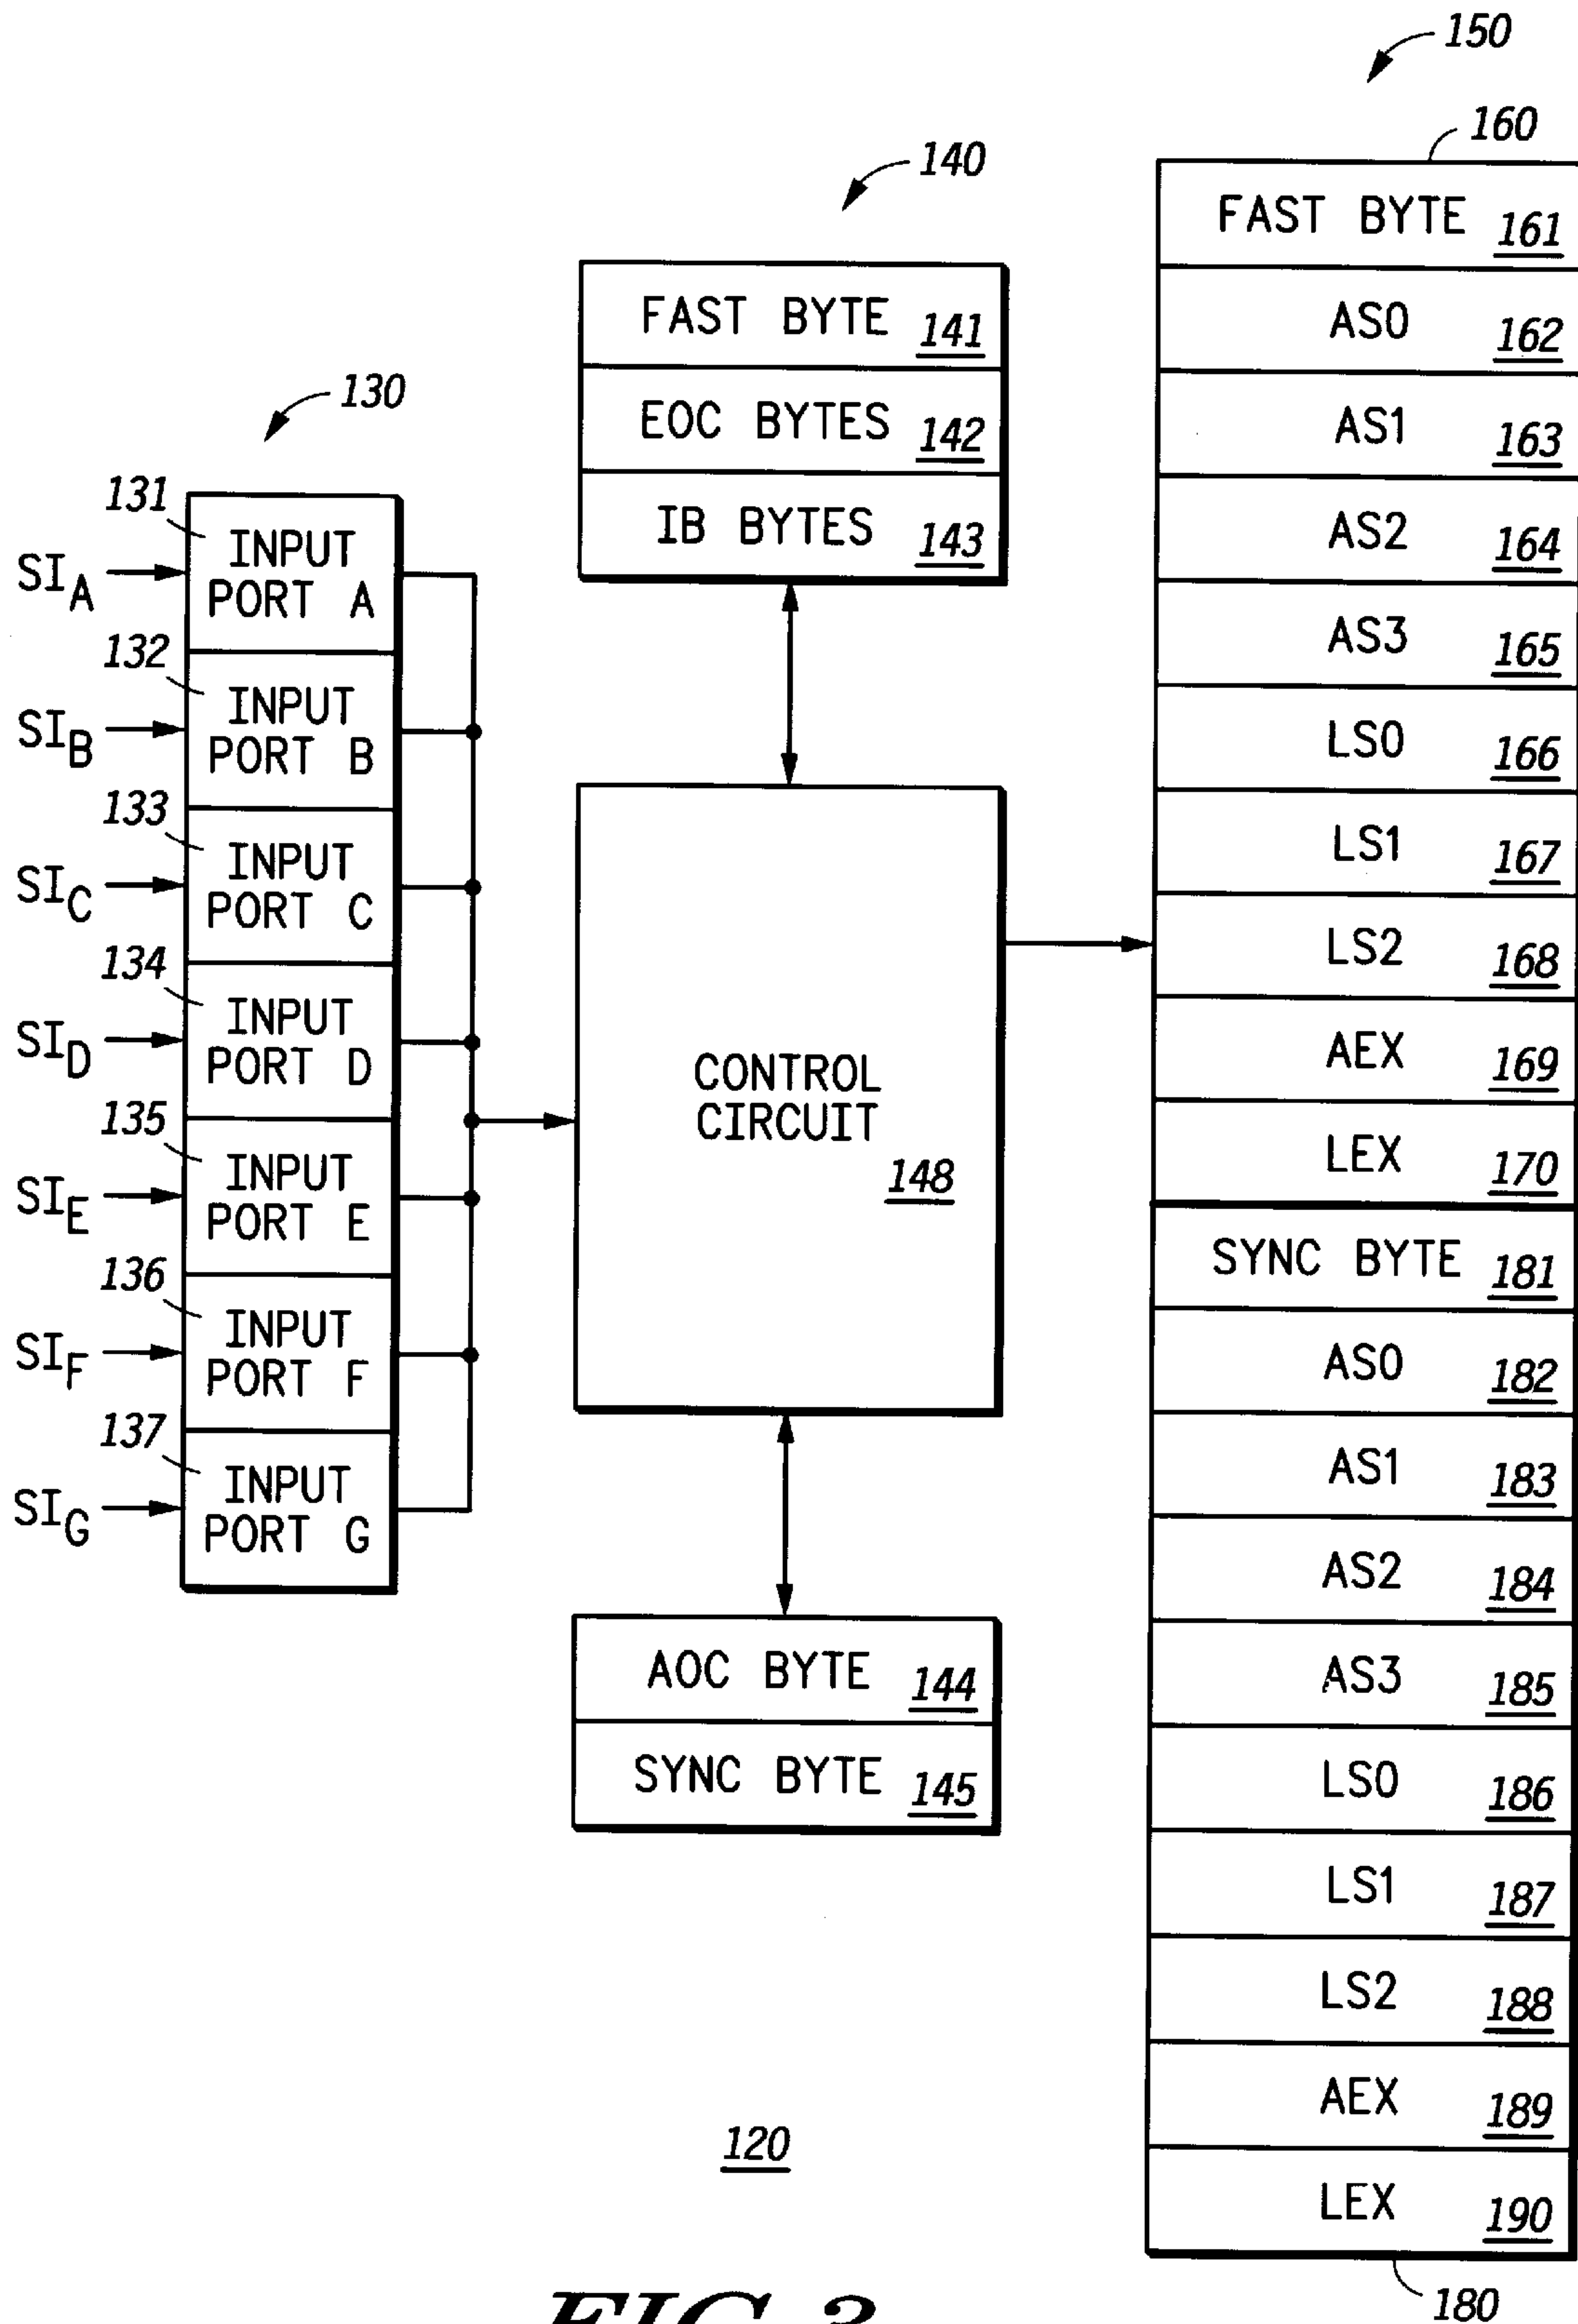 150
160
140
FAST BYTE 161
AS0 162
AS1 163
AS2 164
AS3 165
LS0 166
LS1 167
LS2 168
AEX 169
LEX 170
SYNC BYTE 181
AS0 182
AS1 183
AS2 184
AS3 185
LS0 186
LS1 187
LS2 188
AEX 189
LEX 190
180
FAST BYTE 141
EOC BYTES 142
IB BYTES 143
130
131
SIA
INPUT
PORT A
132
SIB
INPUT
PORT B
133
SIC
INPUT
PORT C
134
SID
INPUT
PORT D
135
SIE
INPUT
PORT E
136
SIF
INPUT
PORT F
137
SIG
INPUT
PORT G
CONTROL
CIRCUIT
148
AOC BYTE 144
SYNC BYTE 145
120
FIG. 3